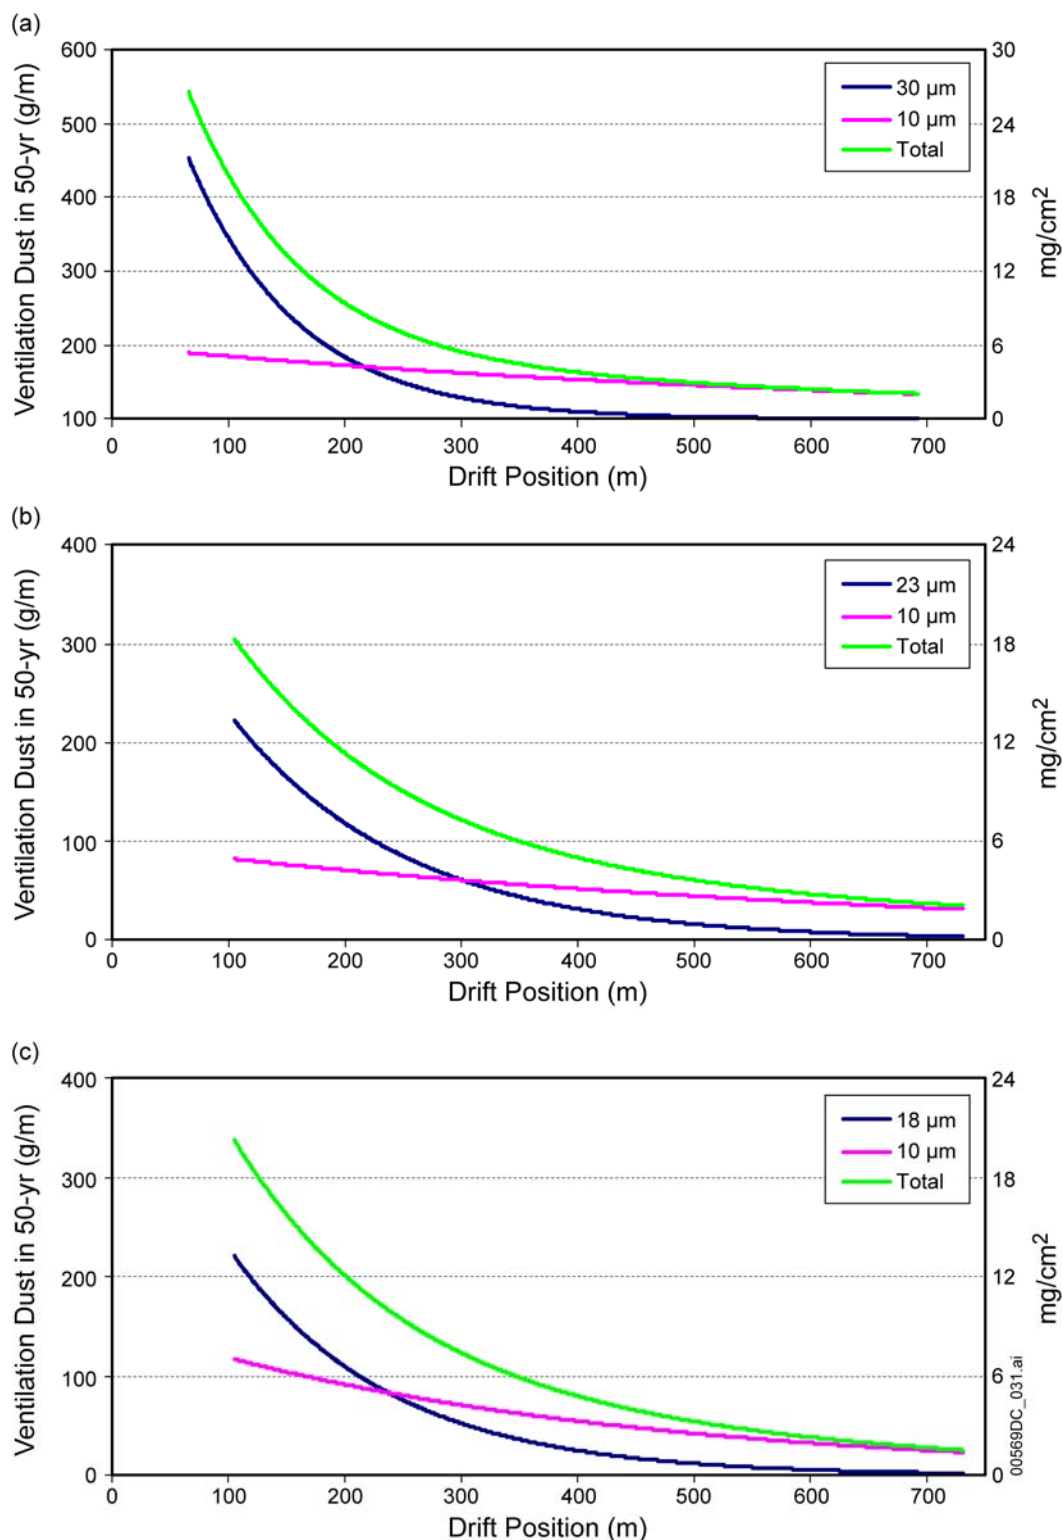 (a)
Ventilation Dust in 50-yr (g/m)
600
500
400
300
200
100
30
24
18
12
6
0
mg/cm2
30 μm
10 μm
Total
0
100
200
300
400
500
600
700
Drift Position (m)
(b)
Ventilation Dust in 50-yr (g/m)
400
300
200
100
0
24
18
12
6
0
mg/cm2
23 μm
10 μm
Total
0
100
200
300
400
500
600
700
Drift Position (m)
(c)
Ventilation Dust in 50-yr (g/m)
400
300
200
100
0
24
18
12
6
0
mg/cm2
18 μm
10 μm
Total
00569DC_031.ai
0
100
200
300
400
500
600
700
Drift Position (m)